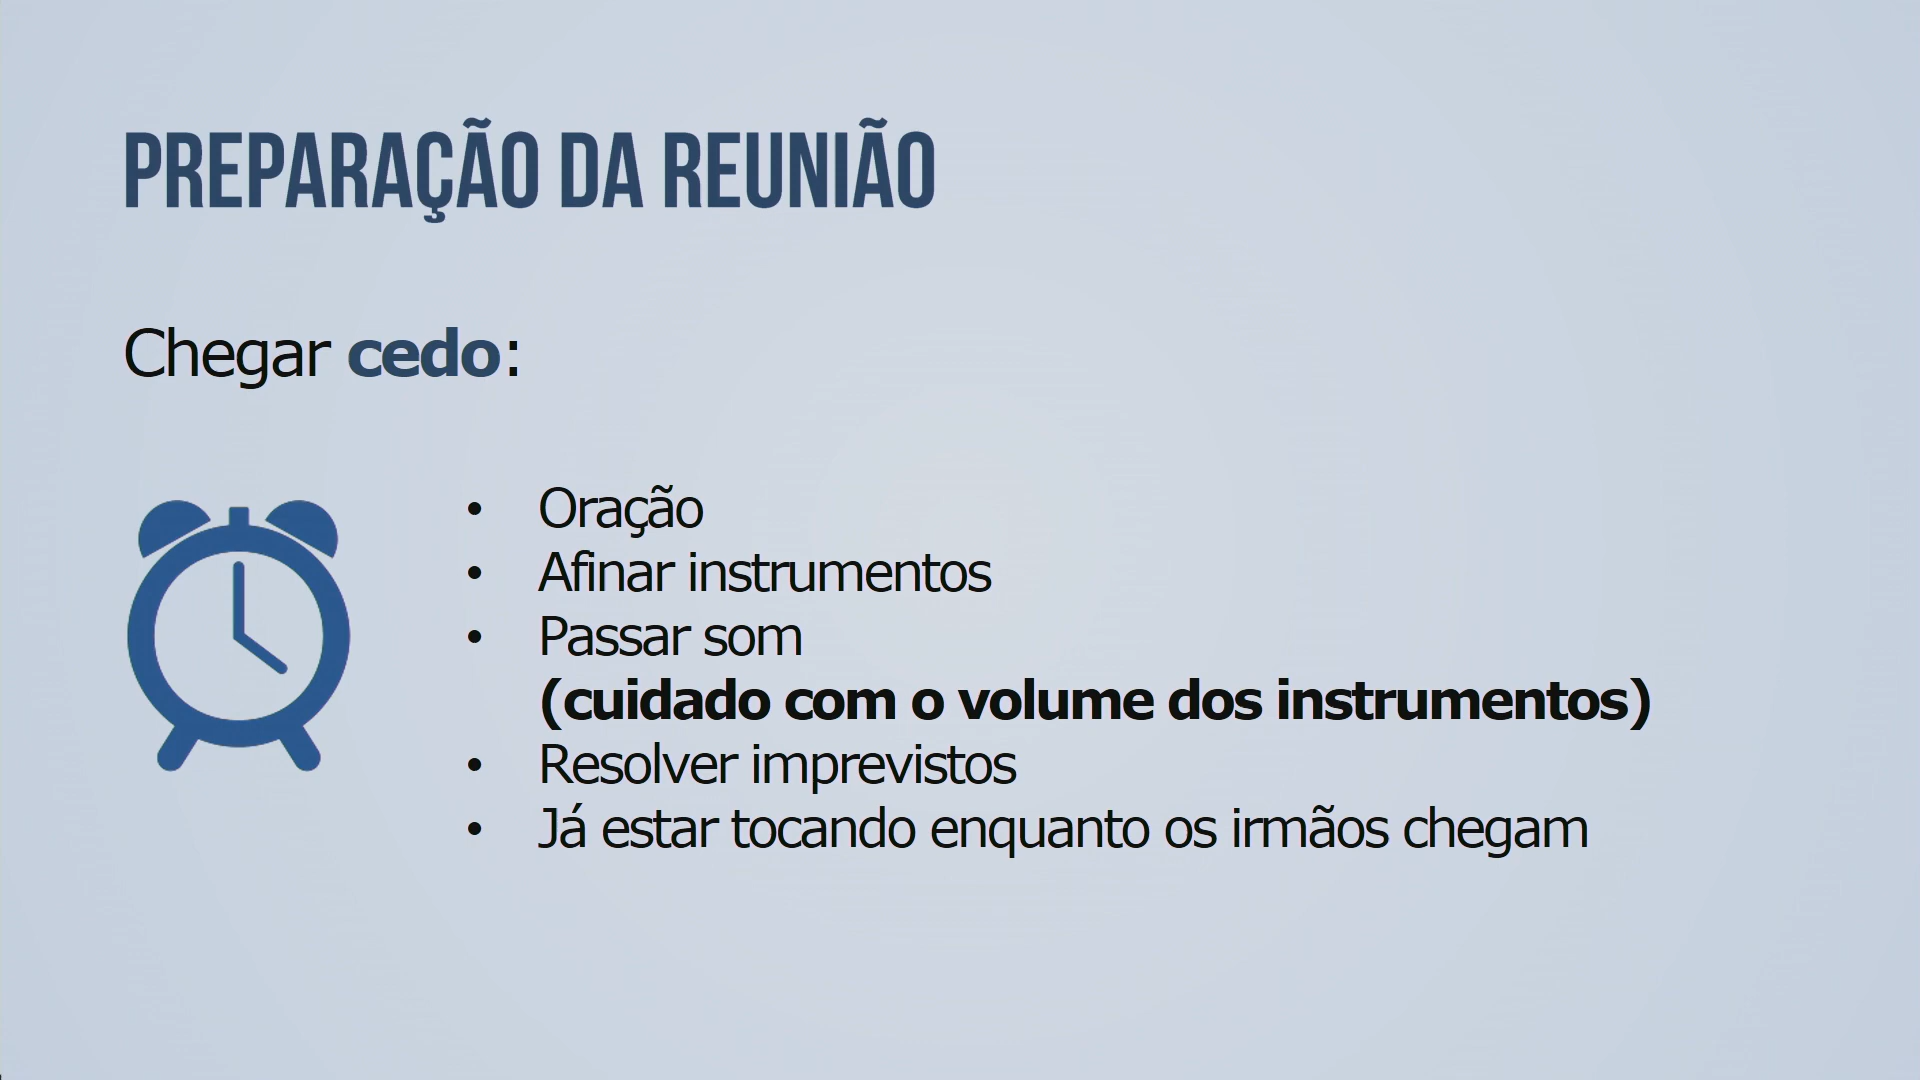 PREPARAÇÃO DA REUNIÃO
Chegar cedo:
• Oração
• Afinar instrumentos
• Passar som
(cuidado com o volume dos instrumentos)
• Resolver imprevistos
• Já estar tocando enquanto os irmãos chegam